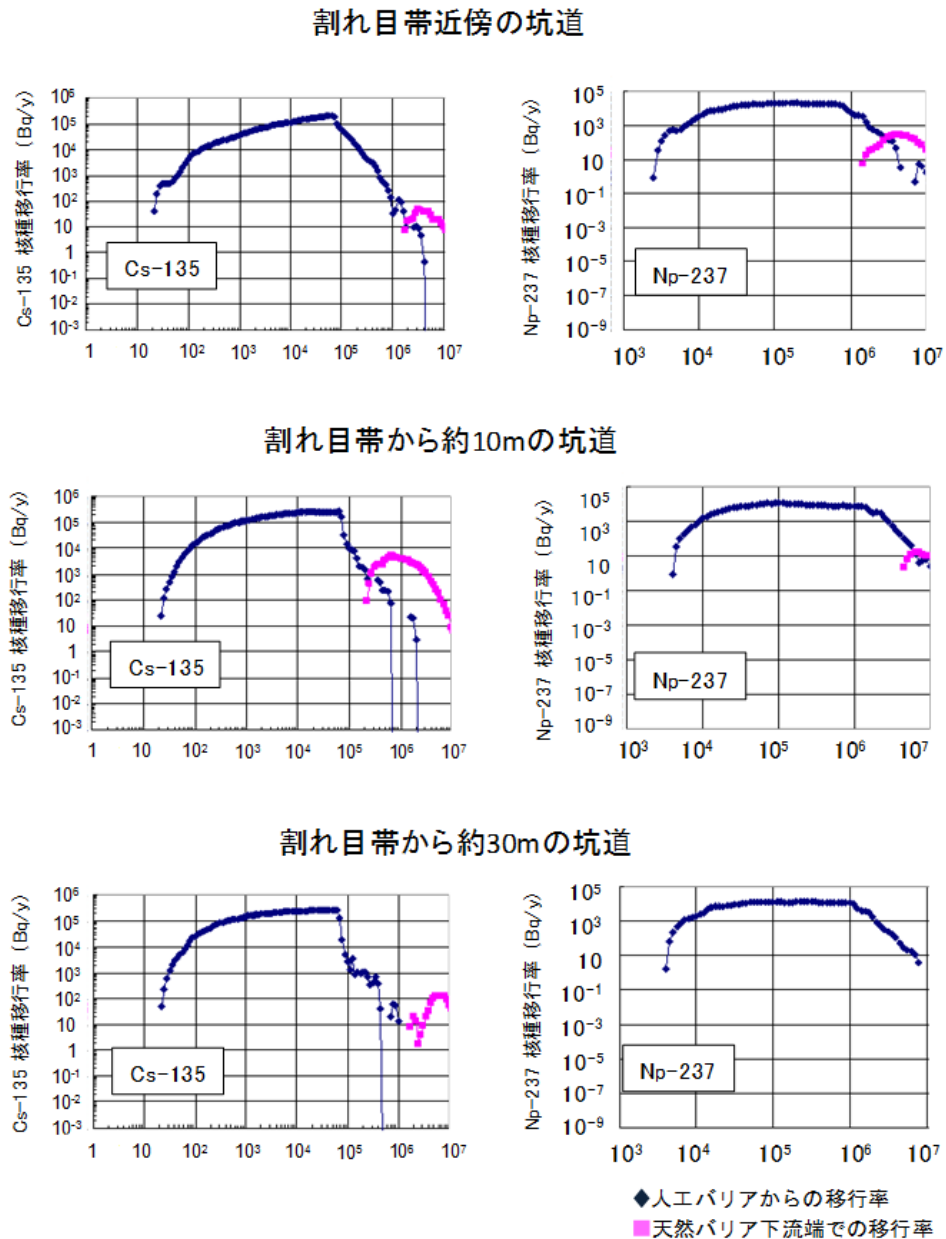 割れ目帯近傍の坑道
Cs-135 核種移行率 (Bq/y)
10⁶
10⁵
10⁴
10³
10²
10
1
10⁻¹
10⁻²
10⁻³
Cs-135
1 10 10² 10³ 10⁴ 10⁵ 10⁶ 10⁷
Np-237 核種移行率 (Bq/y)
10⁵
10³
10
10⁻¹
10⁻³
10⁻⁵
10⁻⁷
10⁻⁹
Np-237
10³ 10⁴ 10⁵ 10⁶ 10⁷
割れ目帯から約10mの坑道
Cs-135 核種移行率 (Bq/y)
10⁶
10⁵
10⁴
10³
10²
10
1
10⁻¹
10⁻²
10⁻³
Cs-135
1 10 10² 10³ 10⁴ 10⁵ 10⁶ 10⁷
Np-237 核種移行率 (Bq/y)
10⁵
10³
10
10⁻¹
10⁻³
10⁻⁵
10⁻⁷
10⁻⁹
Np-237
10³ 10⁴ 10⁵ 10⁶ 10⁷
割れ目帯から約30mの坑道
Cs-135 核種移行率 (Bq/y)
10⁶
10⁵
10⁴
10³
10²
10
1
10⁻¹
10⁻²
10⁻³
Cs-135
1 10 10² 10³ 10⁴ 10⁵ 10⁶ 10⁷
Np-237 核種移行率 (Bq/y)
10⁵
10³
10
10⁻¹
10⁻³
10⁻⁵
10⁻⁷
10⁻⁹
Np-237
10³ 10⁴ 10⁵ 10⁶ 10⁷
◆人工バリアからの移行率
■天然バリア下流端での移行率